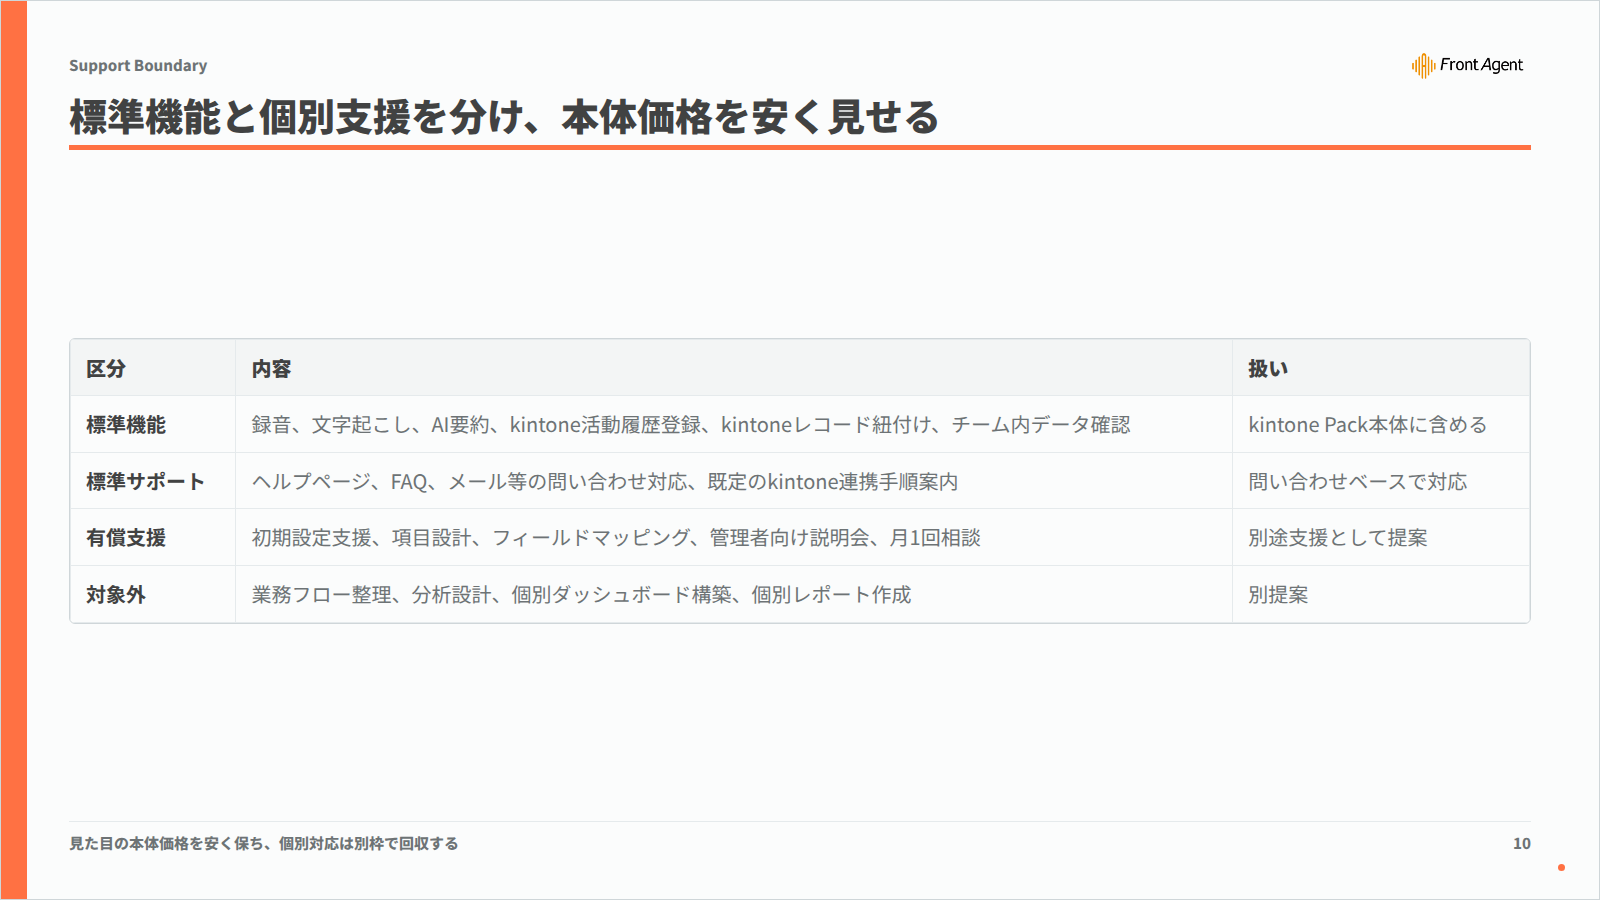 Support Boundary
Front Agent
標準機能と個別支援を分け、本体価格を安く見せる
区分 内容 扱い
標準機能 録音、文字起こし、AI要約、kintone活動履歴登録、kintoneレコード紐付け、チーム内データ確認 kintone Pack本体に含める
標準サポート ヘルプページ、FAQ、メール等の問い合わせ対応、既定のkintone連携手順案内 問い合わせベースで対応
有償支援 初期設定支援、項目設計、フィールドマッピング、管理者向け説明会、月1回相談 別途支援として提案
対象外 業務フロー整理、分析設計、個別ダッシュボード構築、個別レポート作成 別提案
見た目の本体価格を安く保ち、個別対応は別枠で回収する
10